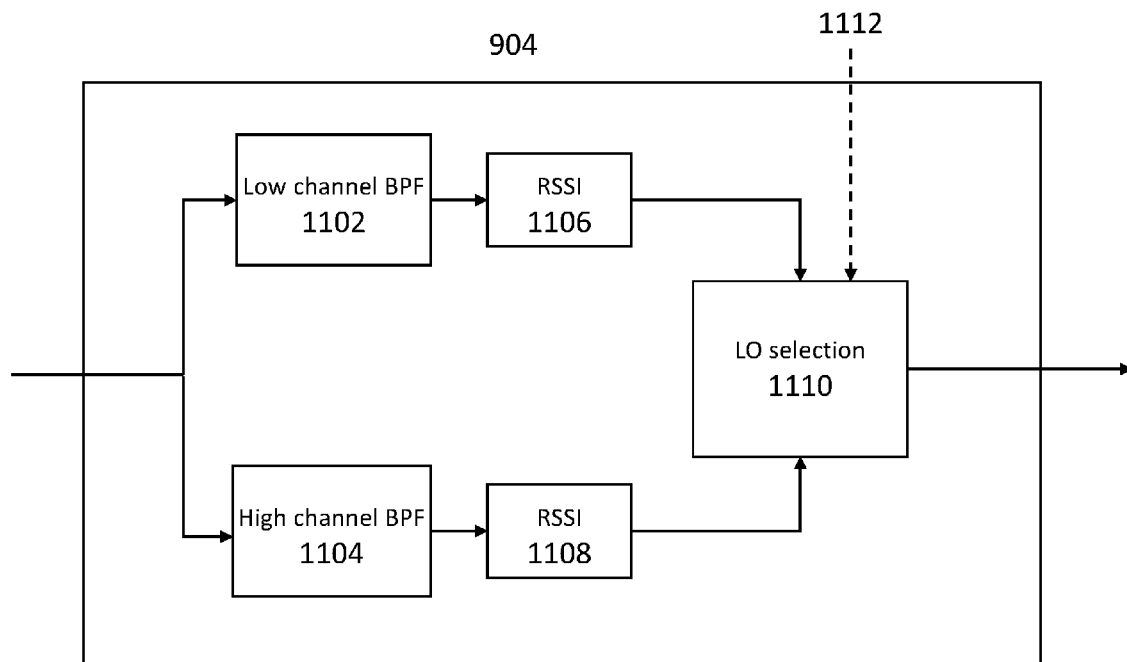 904
1112
Low channel BPF
1102
RSSI
1106
LO selection
1110
High channel BPF
1104
RSSI
1108